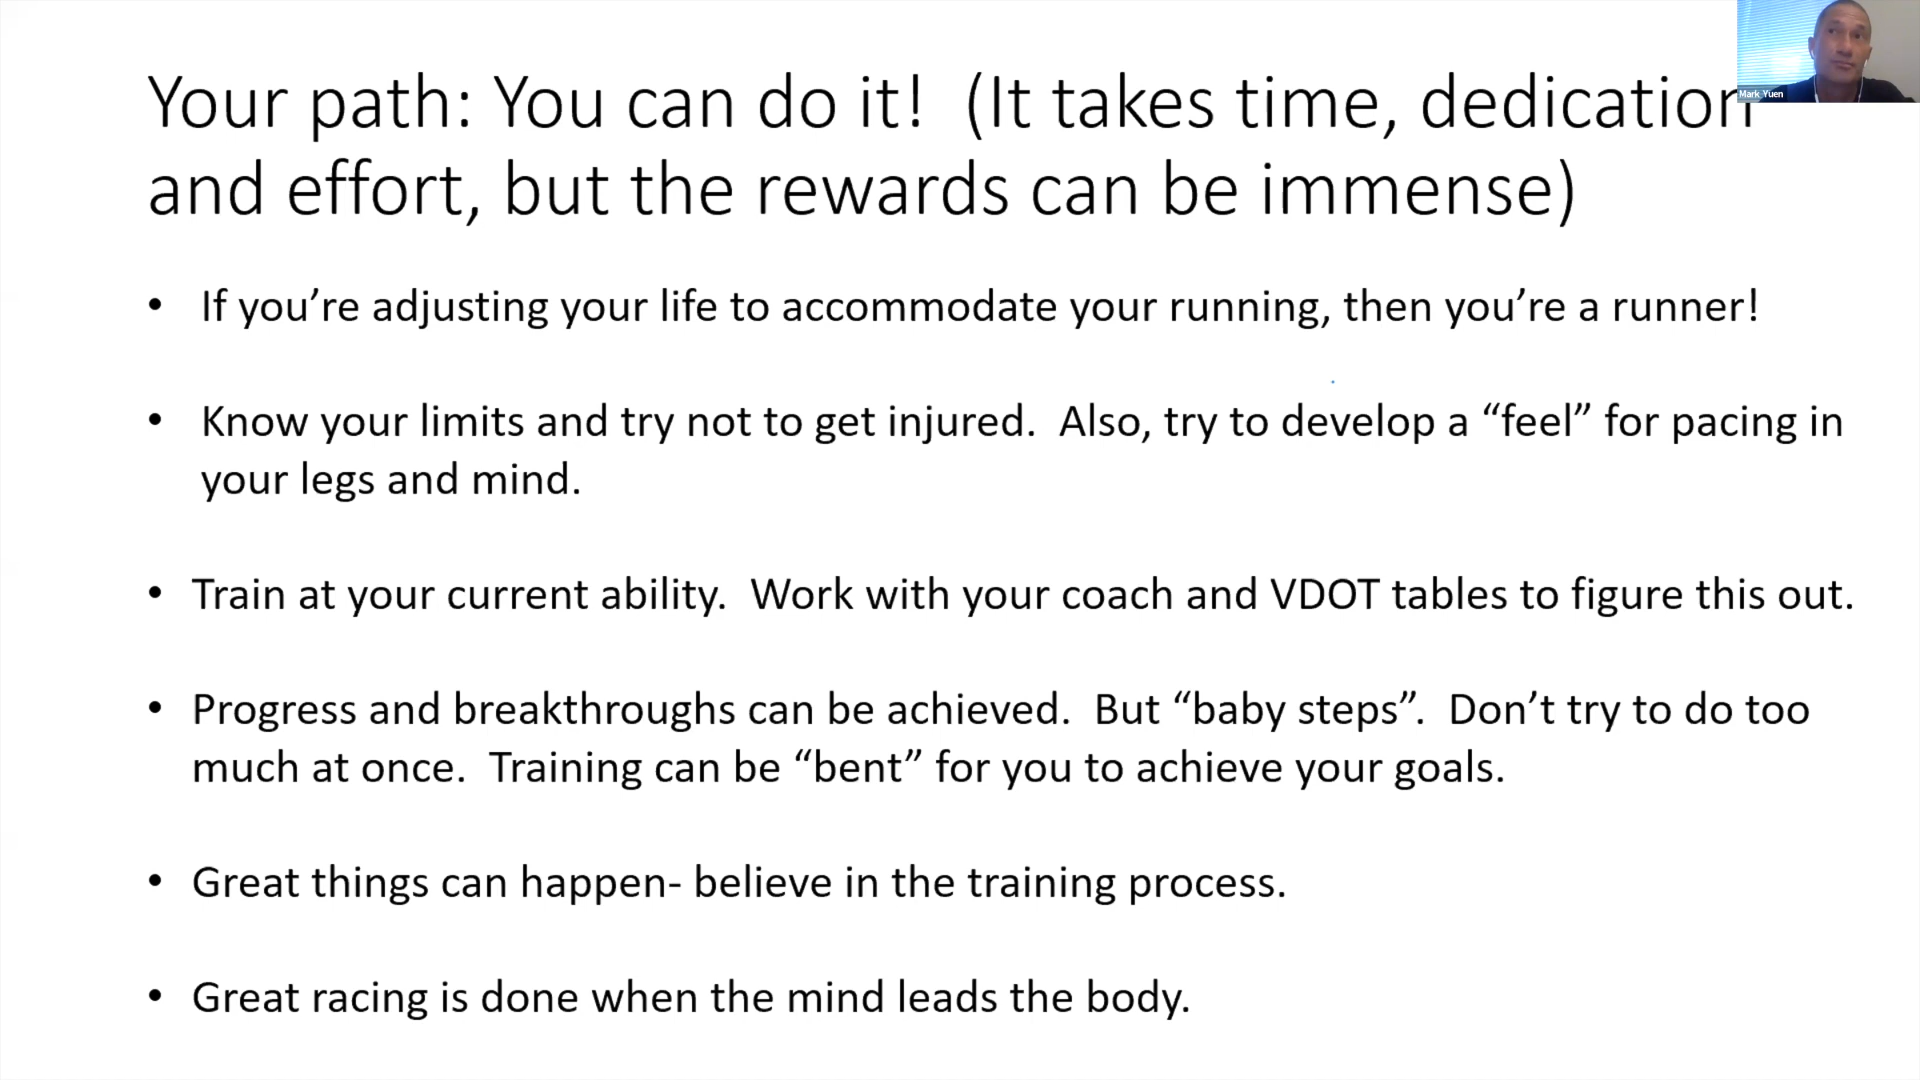 Your path: You can do it!  (It takes time, dedication
and effort, but the rewards can be immense)
Mark Yuen
• If you’re adjusting your life to accommodate your running, then you’re a runner!
• Know your limits and try not to get injured.  Also, try to develop a “feel” for pacing in
your legs and mind.
• Train at your current ability.  Work with your coach and VDOT tables to figure this out.
• Progress and breakthroughs can be achieved.  But “baby steps”.  Don’t try to do too
much at once.  Training can be “bent” for you to achieve your goals.
• Great things can happen- believe in the training process.
• Great racing is done when the mind leads the body.